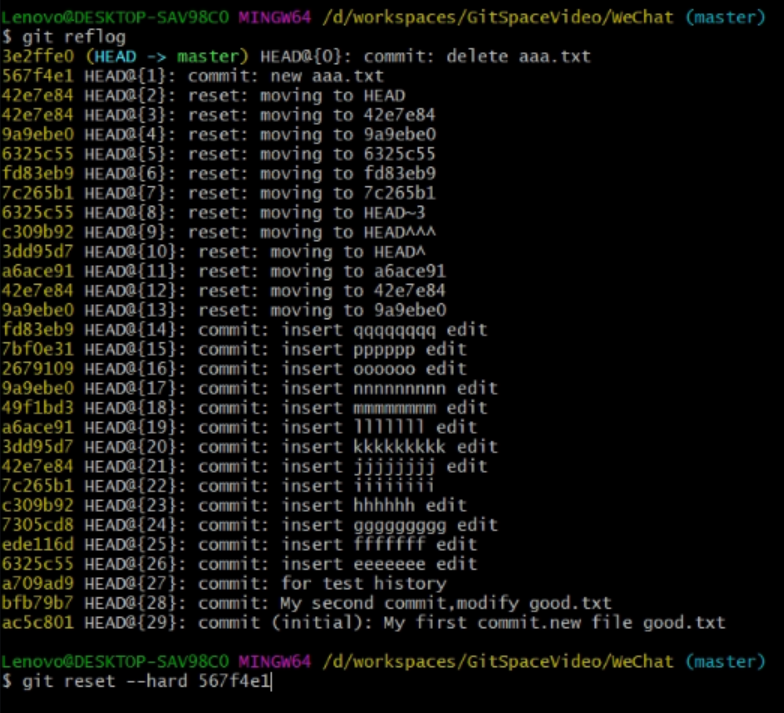 Lenovo@DESKTOP-SAV98C0 MINGW64 /d/workspaces/GitSpaceVideo/WeChat (master)
$ git reflog
3e2ffe0 (HEAD -> master) HEAD@{0}: commit: delete aaa.txt
567f4e1 HEAD@{1}: commit: new aaa.txt
42e7e84 HEAD@{2}: reset: moving to HEAD
42e7e84 HEAD@{3}: reset: moving to 42e7e84
9a9ebe0 HEAD@{4}: reset: moving to 9a9ebe0
6325c55 HEAD@{5}: reset: moving to 6325c55
fd83eb9 HEAD@{6}: reset: moving to fd83eb9
7c265b1 HEAD@{7}: reset: moving to 7c265b1
6325c55 HEAD@{8}: reset: moving to HEAD~3
c309b92 HEAD@{9}: reset: moving to HEAD^^^
3dd95d7 HEAD@{10}: reset: moving to HEAD^
a6ace91 HEAD@{11}: reset: moving to a6ace91
42e7e84 HEAD@{12}: reset: moving to 42e7e84
9a9ebe0 HEAD@{13}: reset: moving to 9a9ebe0
fd83eb9 HEAD@{14}: commit: insert qqqqqqqq edit
7bf0e31 HEAD@{15}: commit: insert pppppp edit
2679109 HEAD@{16}: commit: insert oooooo edit
9a9ebe0 HEAD@{17}: commit: insert nnnnnnnnn edit
49f1bd3 HEAD@{18}: commit: insert mmmmmmmm edit
a6ace91 HEAD@{19}: commit: insert lllllll edit
3dd95d7 HEAD@{20}: commit: insert kkkkkkkkk edit
42e7e84 HEAD@{21}: commit: insert jjjjjjjj edit
7c265b1 HEAD@{22}: commit: insert iiiiiiii
c309b92 HEAD@{23}: commit: insert hhhhhh edit
7305cd8 HEAD@{24}: commit: insert ggggggggg edit
ede116d HEAD@{25}: commit: insert fffffff edit
6325c55 HEAD@{26}: commit: insert eeeeeee edit
a709ad9 HEAD@{27}: commit: for test history
bfb79b7 HEAD@{28}: commit: My second commit,modify good.txt
ac5c801 HEAD@{29}: commit (initial): My first commit.new file good.txt
Lenovo@DESKTOP-SAV98C0 MINGW64 /d/workspaces/GitSpaceVideo/WeChat (master)
$ git reset --hard 567f4e1